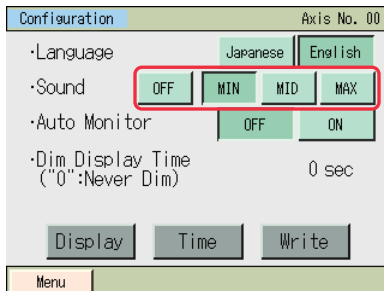 Configuration Axis No. 00
·Language Japanese English
·Sound OFF MIN MID MAX
·Auto Monitor OFF ON
·Dim Display Time 0 sec
("0":Never Dim)
Display Time Write
Menu